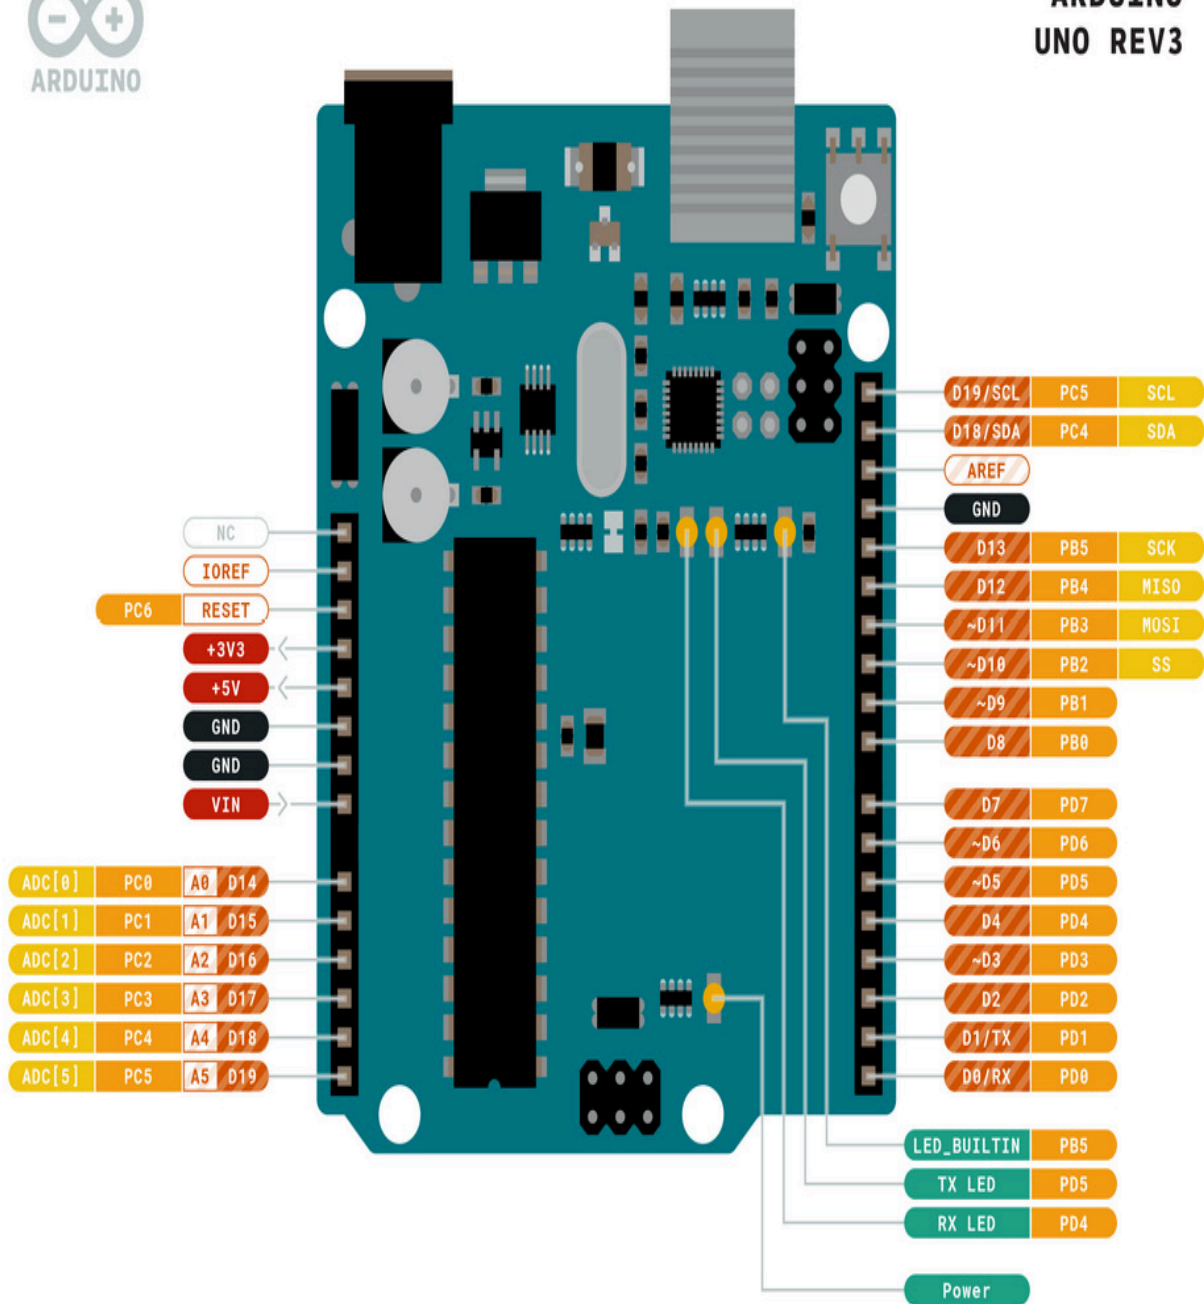 ARDUINO
ARDUINO
UNO REV3
NC
IOREF
PC6 RESET
+3V3
+5V
GND
GND
VIN
ADC[0] PC0 A0 D14
ADC[1] PC1 A1 D15
ADC[2] PC2 A2 D16
ADC[3] PC3 A3 D17
ADC[4] PC4 A4 D18
ADC[5] PC5 A5 D19
D19/SCL PC5 SCL
D18/SDA PC4 SDA
AREF
GND
D13 PB5 SCK
D12 PB4 MISO
~D11 PB3 MOSI
~D10 PB2 SS
~D9 PB1
D8 PB0
D7 PD7
~D6 PD6
~D5 PD5
D4 PD4
~D3 PD3
D2 PD2
D1/TX PD1
D0/RX PD0
LED_BUILTIN PB5
TX LED PD5
RX LED PD4
Power